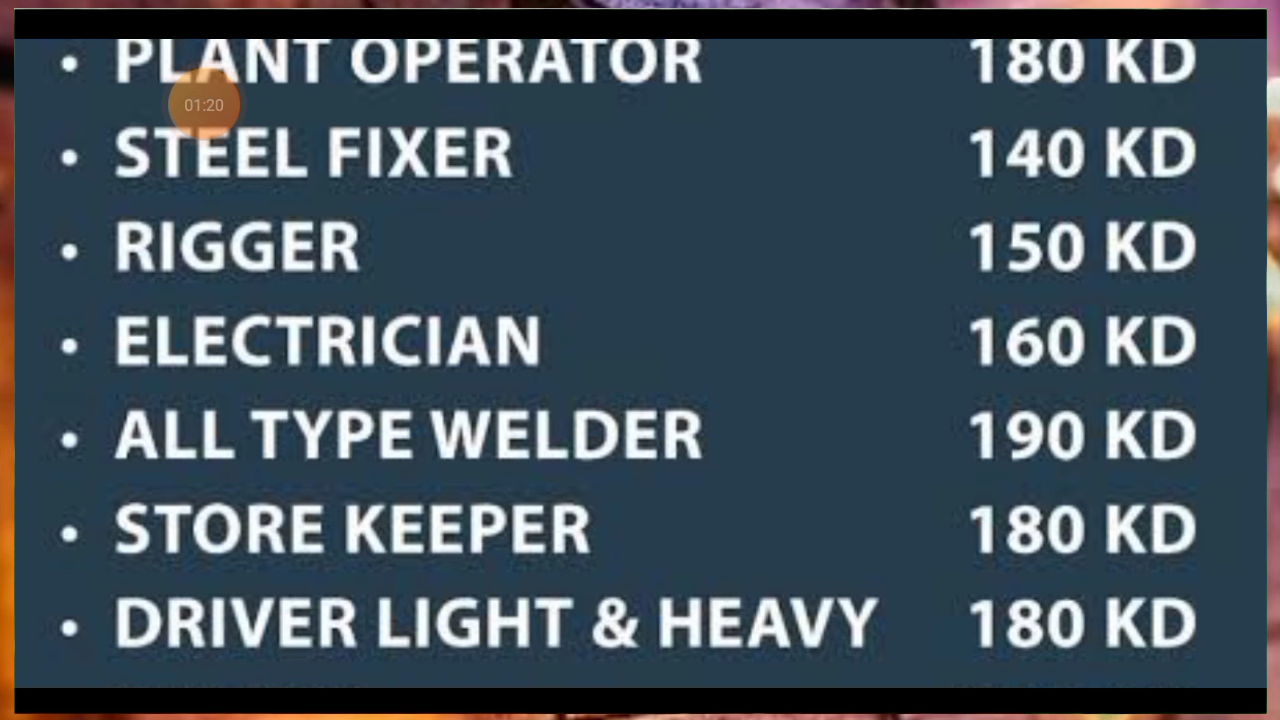 • PLANT OPERATOR 180 KD
01:20
• STEEL FIXER 140 KD
• RIGGER 150 KD
• ELECTRICIAN 160 KD
• ALL TYPE WELDER 190 KD
• STORE KEEPER 180 KD
• DRIVER LIGHT & HEAVY 180 KD